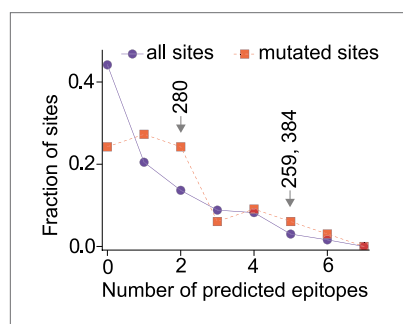 all sites mutated sites
Fraction of sites
0.4
0.2
0.0
280
259, 384
0 2 4 6
Number of predicted epitopes